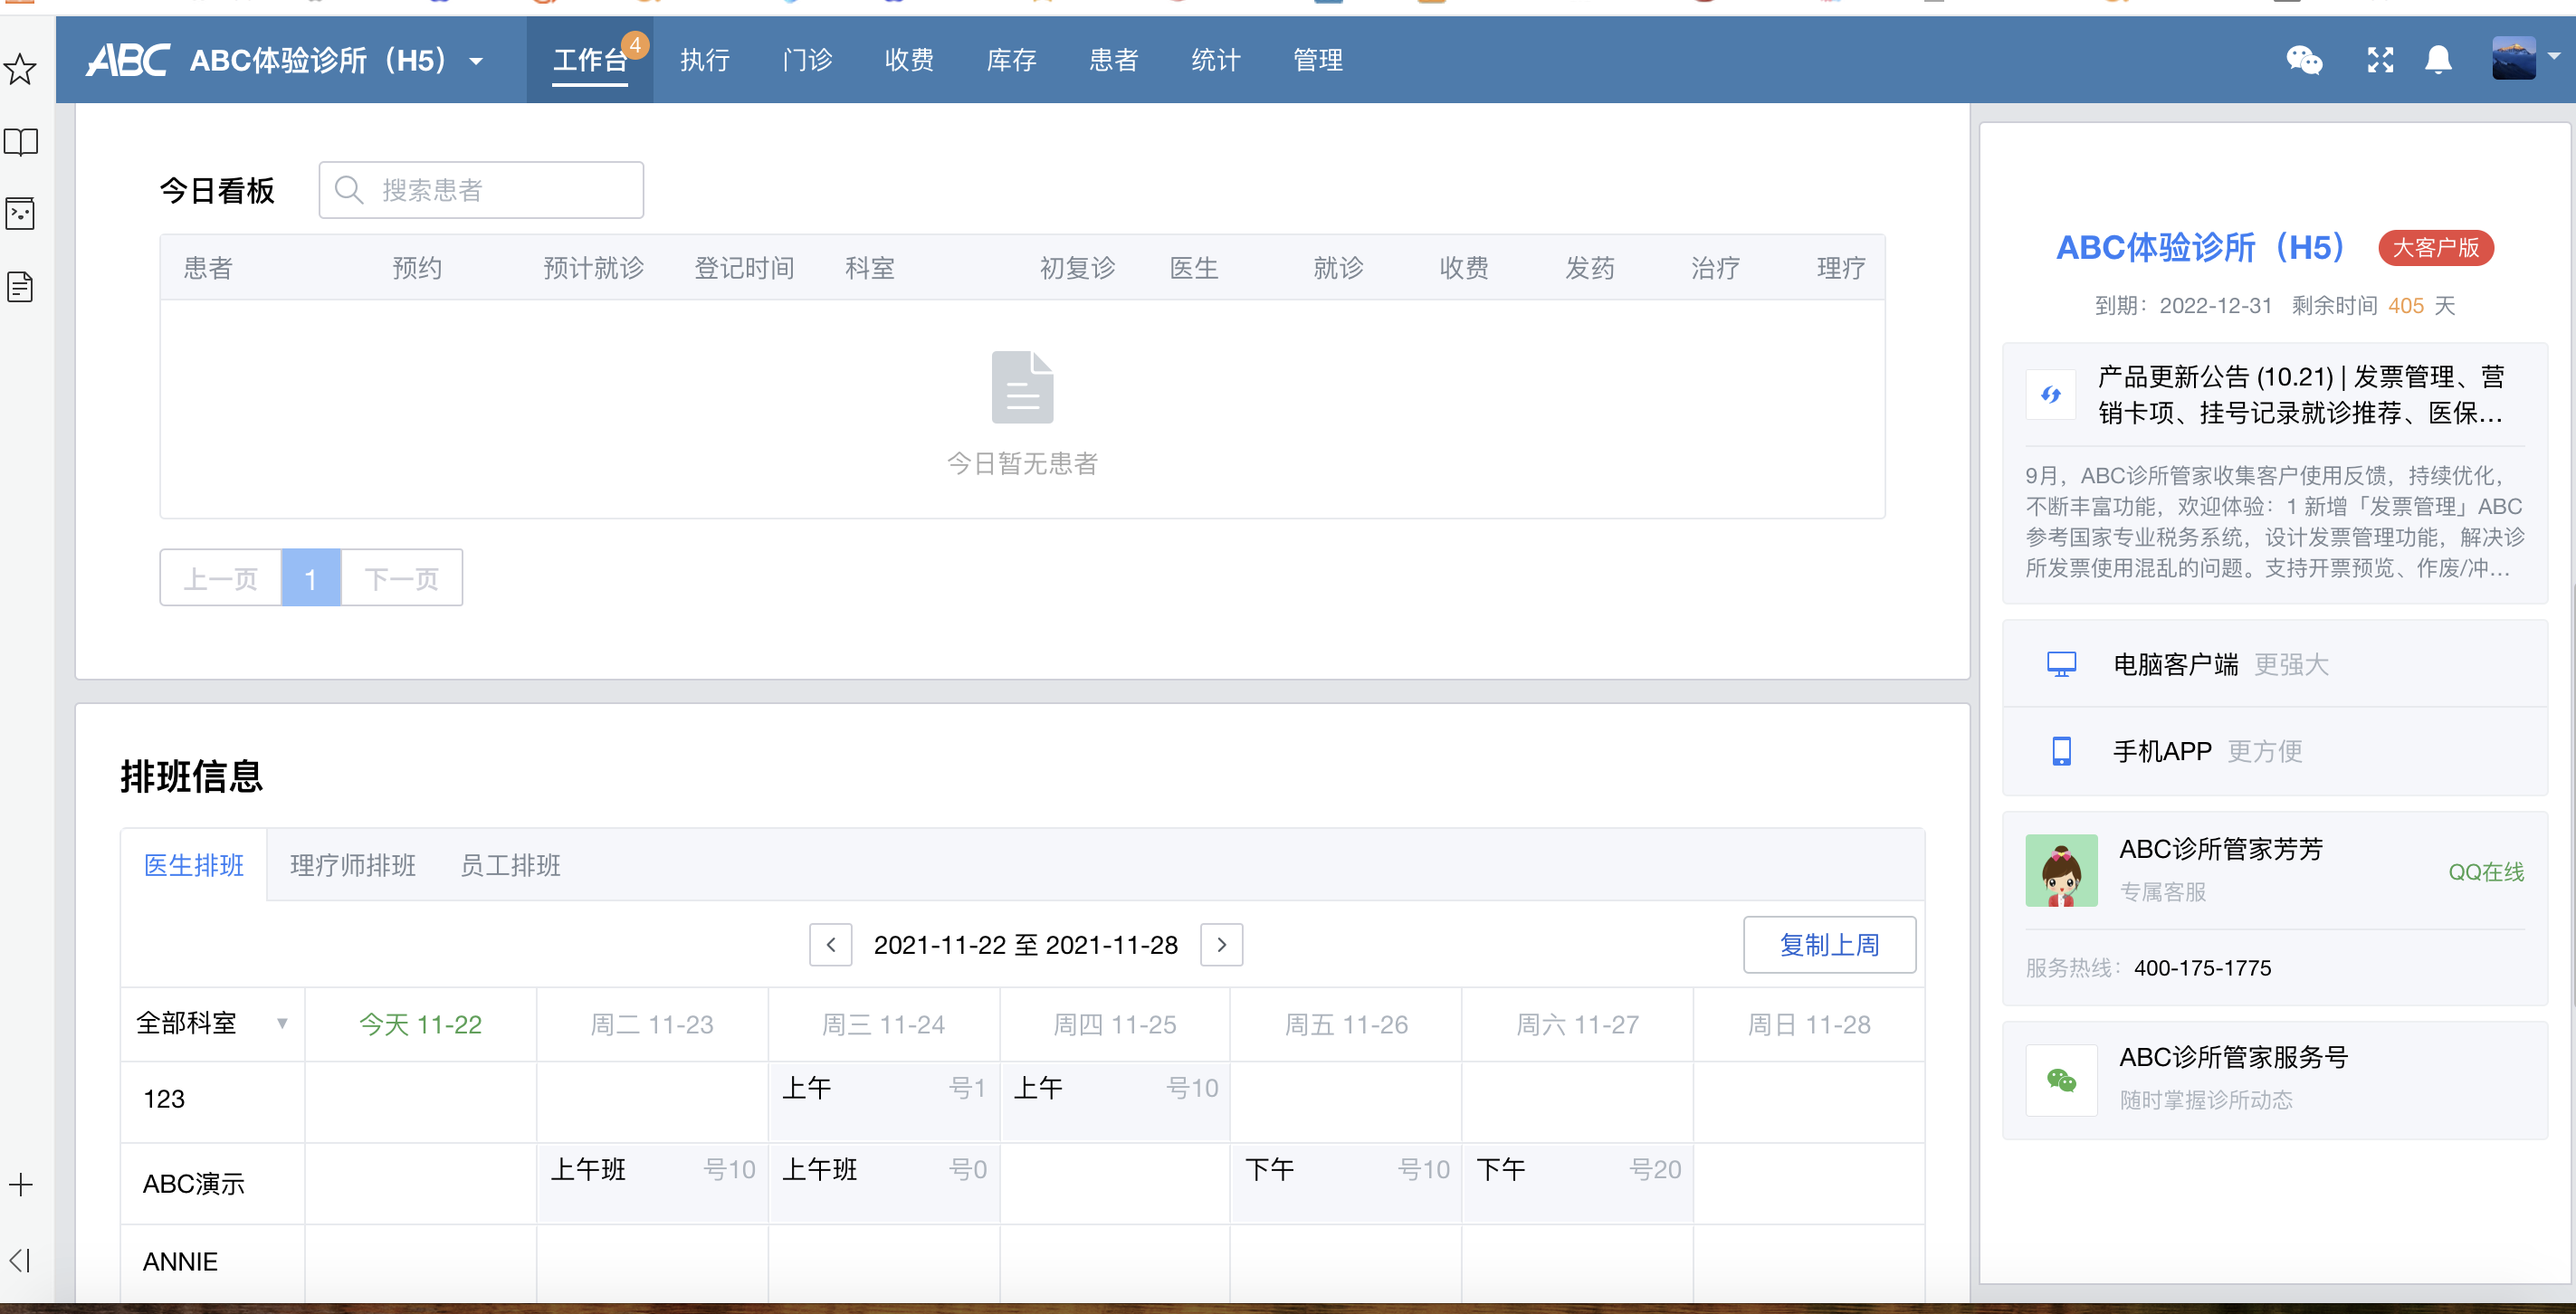 ABC ABC体验诊所（H5） 工作台 4 执行 门诊 收费 库存 患者 统计 管理
今日看板 搜索患者
患者 预约 预计就诊 登记时间 科室 初复诊 医生 就诊 收费 发药 治疗 理疗
今日暂无患者
上一页 1 下一页
排班信息
医生排班 理疗师排班 员工排班
2021-11-22 至 2021-11-28 复制上周
全部科室 今天 11-22 周二 11-23 周三 11-24 周四 11-25 周五 11-26 周六 11-27 周日 11-28
123 上午 号1 上午 号10
ABC演示 上午班 号10 上午班 号0 下午 号10 下午 号20
ANNIE
ABC体验诊所（H5） 大客户版
到期：2022-12-31 剩余时间 405 天
产品更新公告 (10.21) | 发票管理、营
销卡项、挂号记录就诊推荐、医保...
9月，ABC诊所管家收集客户使用反馈，持续优化，
不断丰富功能，欢迎体验：1 新增「发票管理」ABC
参考国家专业税务系统，设计发票管理功能，解决诊
所发票使用混乱的问题。支持开票预览、作废/冲...
电脑客户端 更强大
手机APP 更方便
ABC诊所管家芳芳
专属客服
QQ在线
服务热线：400-175-1775
ABC诊所管家服务号
随时掌握诊所动态